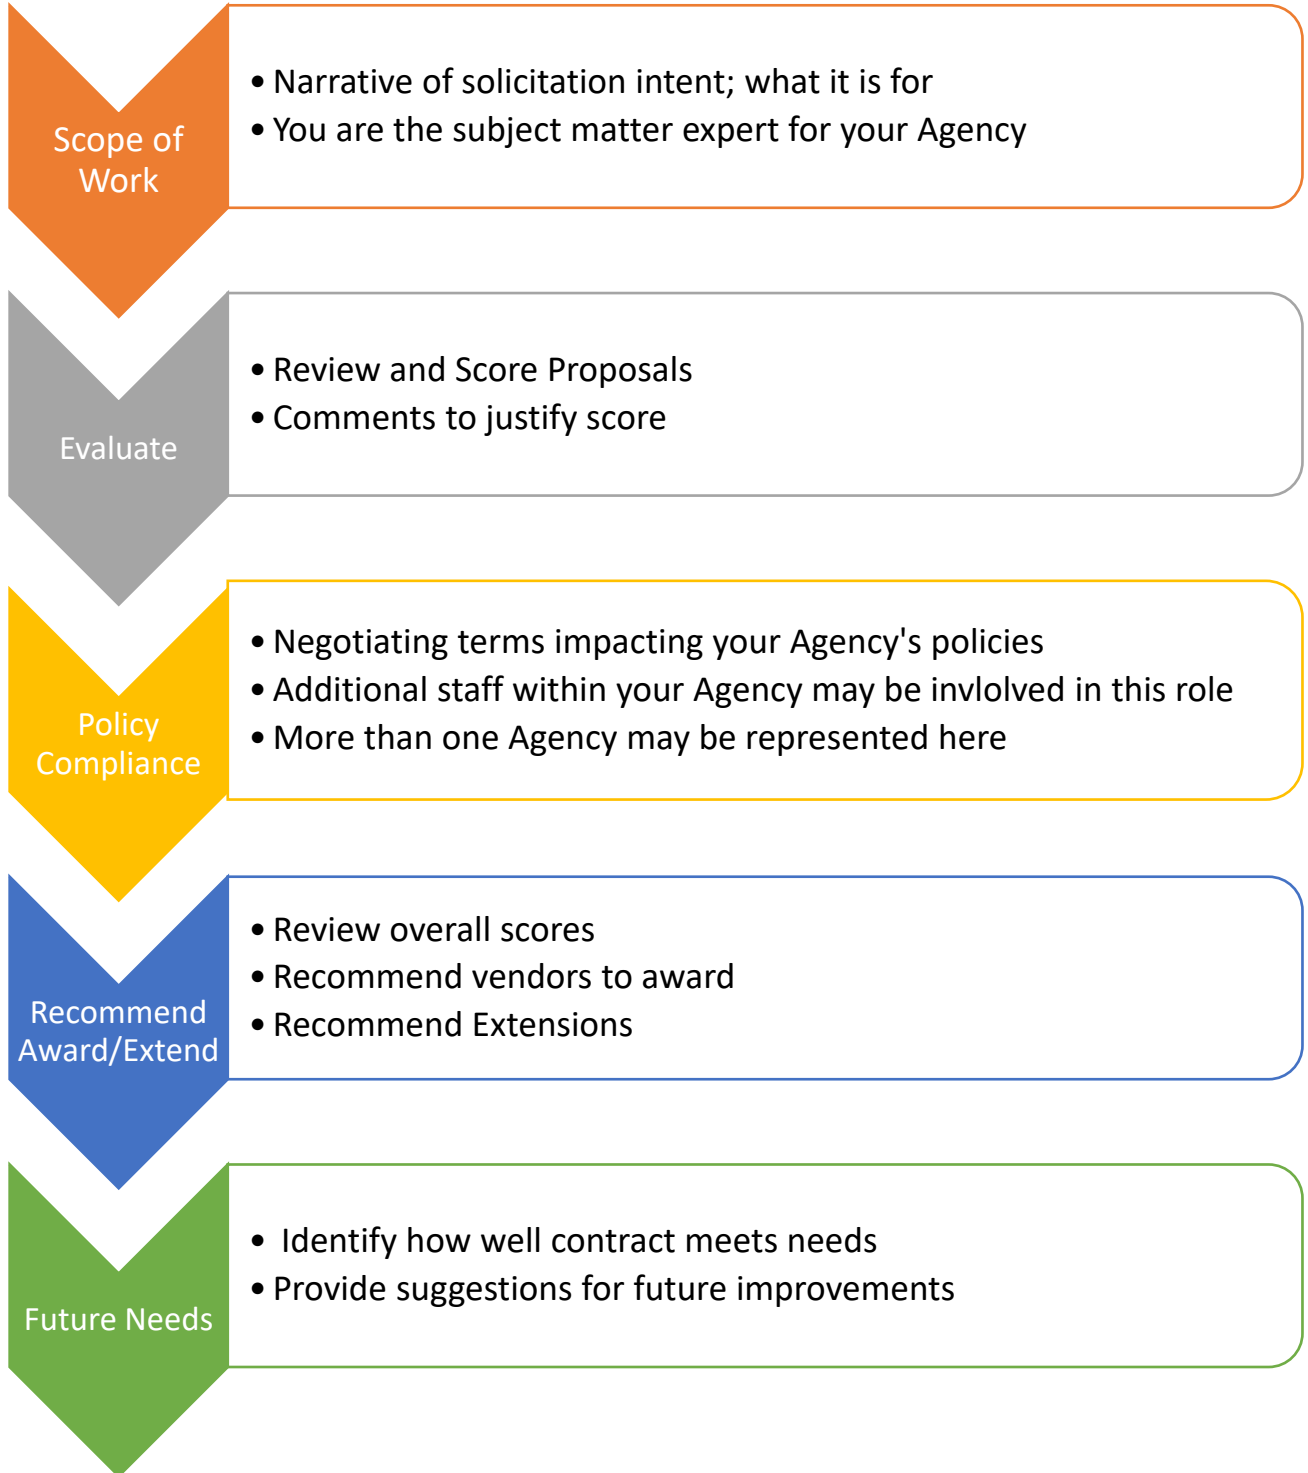 Scope of
Work
• Narrative of solicitation intent; what it is for
• You are the subject matter expert for your Agency
Evaluate
• Review and Score Proposals
• Comments to justify score
Policy
Compliance
• Negotiating terms impacting your Agency's policies
• Additional staff within your Agency may be invlolved in this role
• More than one Agency may be represented here
Recommend
Award/Extend
• Review overall scores
• Recommend vendors to award
• Recommend Extensions
Future Needs
• Identify how well contract meets needs
• Provide suggestions for future improvements